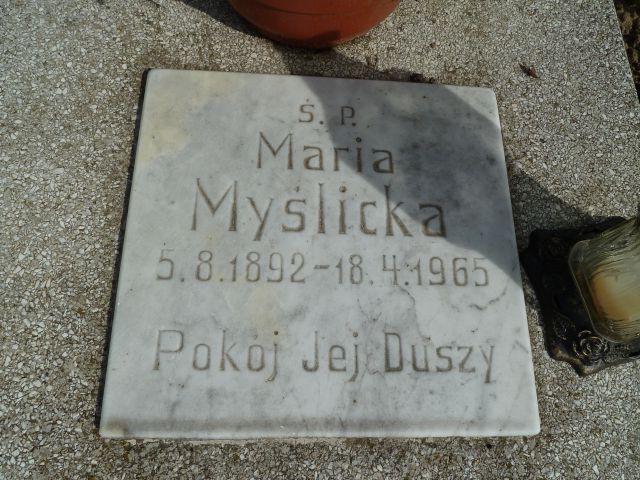 Ś. P.
Maria
Myślicka
5.8.1892-18.4.1965
Pokoj Jej Duszy